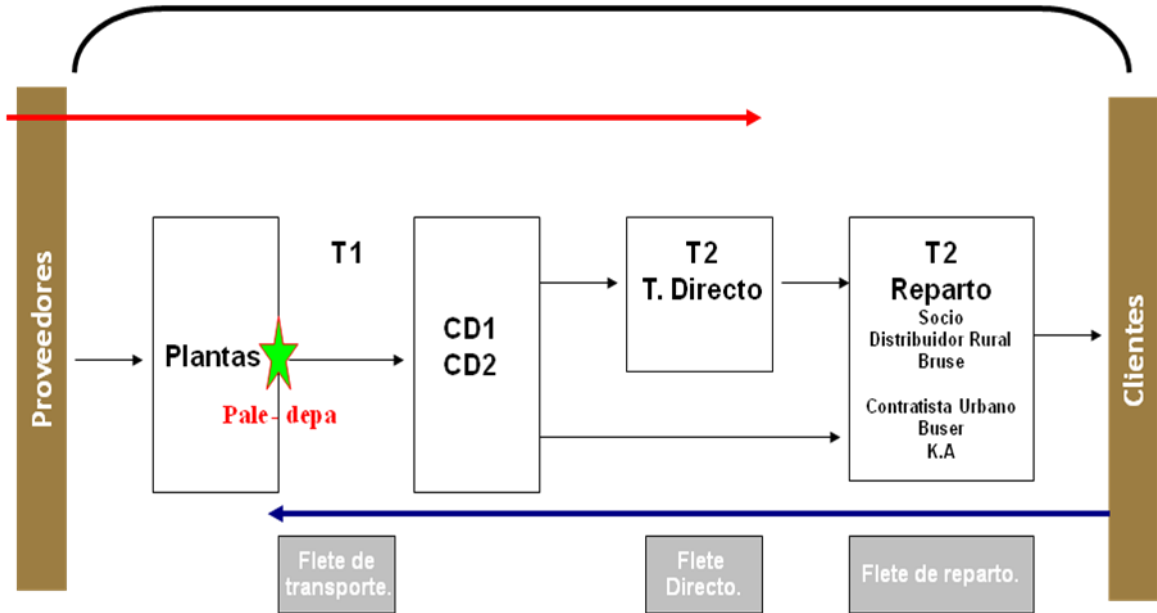 Proveedores
Plantas
Pale- depa
T1
CD1
CD2
T2
T. Directo
T2
Reparto
Socio
Distribuidor Rural
Bruse
Contratista Urbano
Buser
K.A
Clientes
Flete de
transporte.
Flete
Directo.
Flete de reparto.